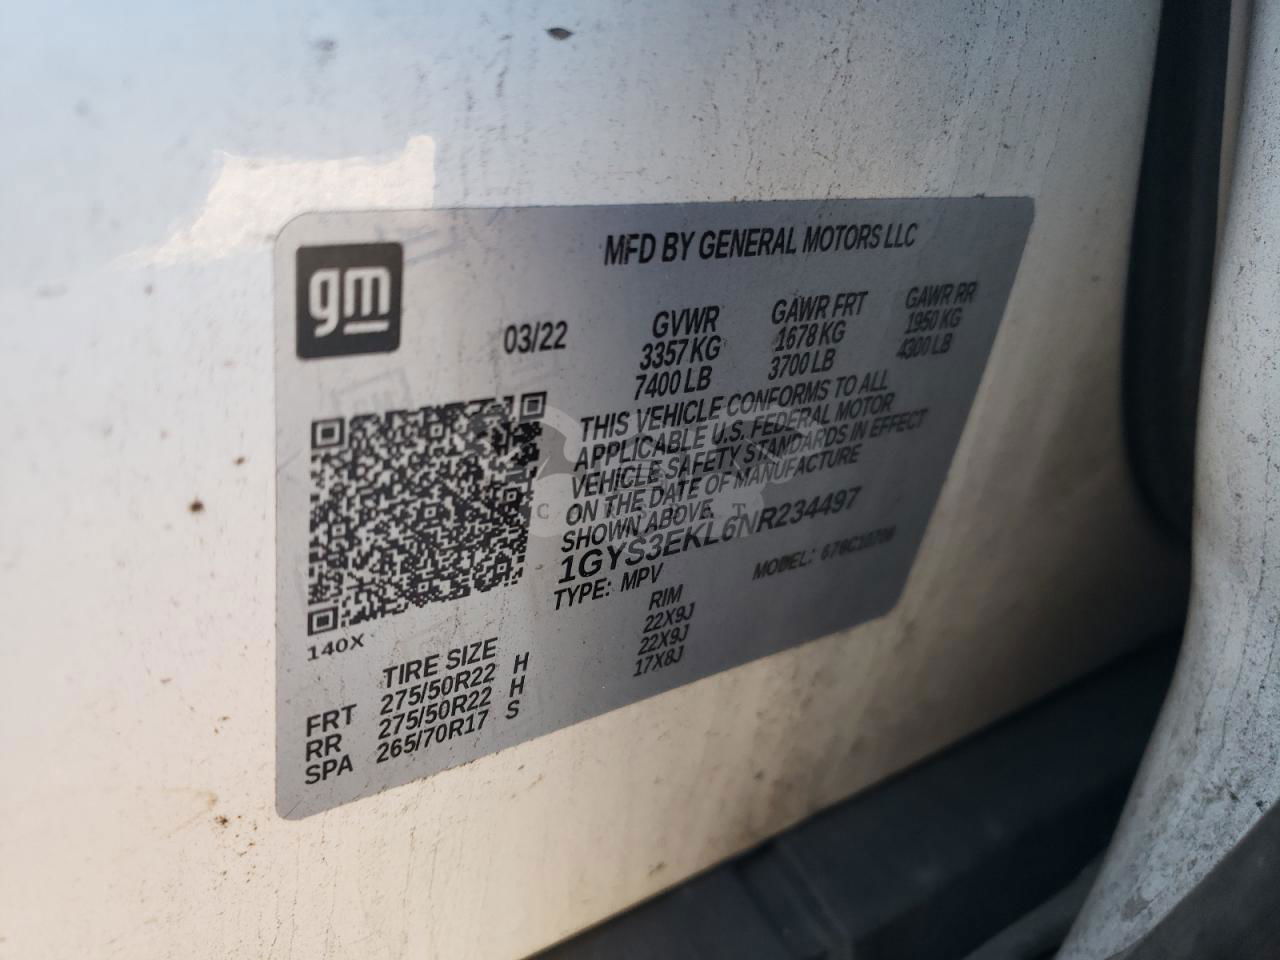 gm
MFD BY GENERAL MOTORS LLC
03/22 GVWR GAWR FRT GAWR RR
3357 KG 1678 KG 1950 KG
7400 LB 3700 LB 4300 LB
THIS VEHICLE CONFORMS TO ALL
APPLICABLE U.S. FEDERAL MOTOR
VEHICLE SAFETY STANDARDS IN EFFECT
ON THE DATE OF MANUFACTURE
SHOWN ABOVE.
1GYS3EKL6NR234497
TYPE: MPV MODEL:
140X
TIRE SIZE RIM
FRT 275/50R22 H 22X9J
RR 275/50R22 H 22X9J
SPA 265/70R17 S 17X8J